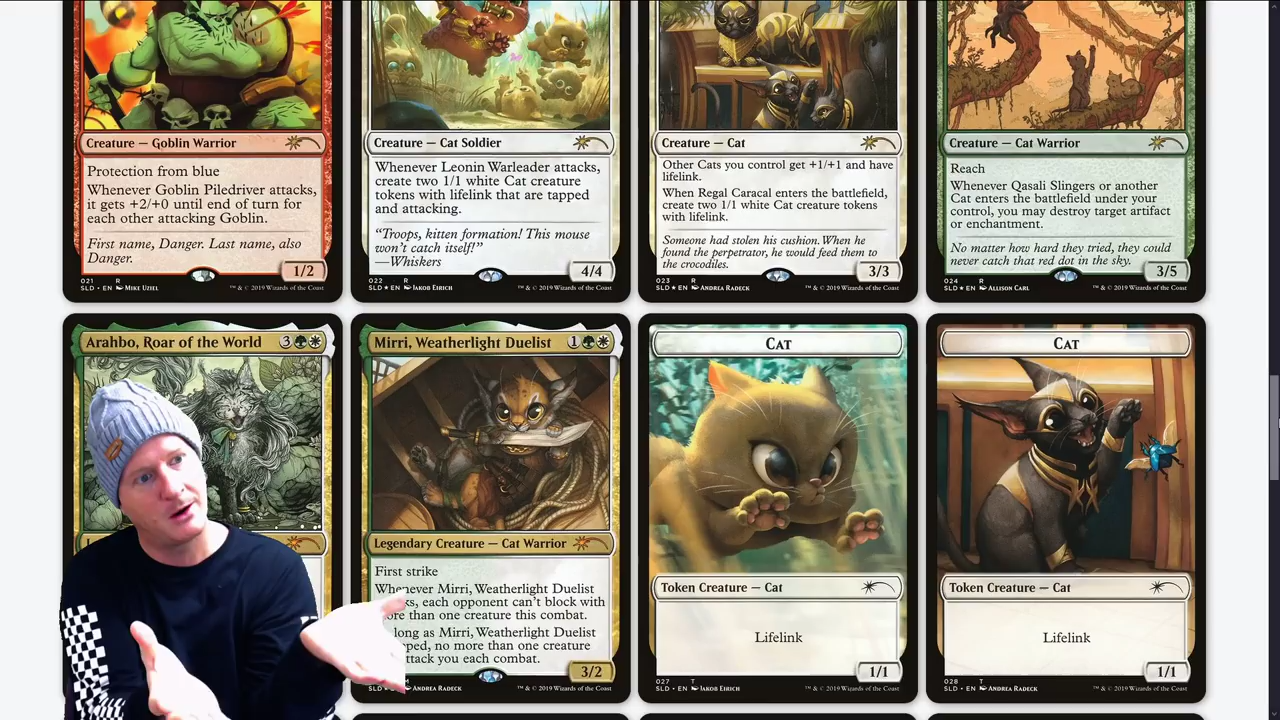 Creature — Goblin Warrior
Protection from blue
Whenever Goblin Piledriver attacks,
it gets +2/+0 until end of turn for
each other attacking Goblin.
First name, Danger. Last name, also
Danger.
1/2
021 R
SLD • EN Mike Uziel
™ & © 2019 Wizards of the Coast
Creature — Cat Soldier
Whenever Leonin Warleader attacks,
create two 1/1 white Cat creature
tokens with lifelink that are tapped
and attacking.
"Troops, kitten formation! This mouse
won't catch itself!"
—Whiskers
4/4
022 R
SLD ★ EN Jakob Eirich
™ & © 2019 Wizards of the Coast
Creature — Cat
Other Cats you control get +1/+1 and have
lifelink.
When Regal Caracal enters the battlefield,
create two 1/1 white Cat creature tokens
with lifelink.
Someone had stolen his cushion. When he
found the perpetrator, he would feed them to
the crocodiles.
3/3
023 R
SLD ★ EN Andrea Radeck
™ & © 2019 Wizards of the Coast
Creature — Cat Warrior
Reach
Whenever Qasali Slingers or another
Cat enters the battlefield under your
control, you may destroy target artifact
or enchantment.
No matter how hard they tried, they could
never catch that red dot in the sky.
3/5
024 R
SLD ★ EN Allison Carl
™ & © 2019 Wizards of the Coast
Arahbo, Roar of the World 3
Mirri, Weatherlight Duelist 1
Legendary Creature — Cat Warrior
First strike
Whenever Mirri, Weatherlight Duelist
each opponent can't block with
more than one creature this combat.
long as Mirri, Weatherlight Duelist
no more than one creature
attack you each combat.
3/2
SLD ★ EN Andrea Radeck
™ & © 2019 Wizards of the Coast
Cat
Token Creature — Cat
Lifelink
1/1
027 T
SLD • EN Jakob Eirich
™ & © 2019 Wizards of the Coast
Cat
Token Creature — Cat
Lifelink
1/1
028 T
SLD • EN Andrea Radeck
™ & © 2019 Wizards of the Coast